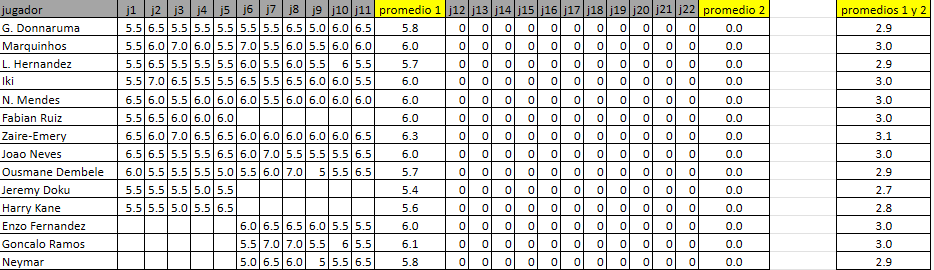 jugador j1 j2 j3 j4 j5 j6 j7 j8 j9 j10 j11 promedio 1 j12 j13 j14 j15 j16 j17 j18 j19 j20 j21 j22 promedio 2 promedios 1 y 2
G. Donnaruma 5.5 6.5 5.5 5.5 5.5 5.5 5.5 6.5 5.0 6.0 6.5 5.8 0 0 0 0 0 0 0 0 0 0 0 0.0 2.9
Marquinhos 5.5 6.0 7.0 6.0 5.5 7.0 5.5 6.0 5.5 6.0 6.0 6.0 0 0 0 0 0 0 0 0 0 0 0 0.0 3.0
L. Hernandez 5.5 6.5 5.5 5.5 5.5 6.0 5.5 6.0 5.5 6 5.5 5.7 0 0 0 0 0 0 0 0 0 0 0 0.0 2.9
Iki 5.5 7.0 6.5 5.5 5.5 6.5 5.5 6.5 6.0 6.0 5.5 6.0 0 0 0 0 0 0 0 0 0 0 0 0.0 3.0
N. Mendes 6.5 6.0 5.5 6.0 6.0 6.0 5.5 6.0 6.0 6.0 6.0 6.0 0 0 0 0 0 0 0 0 0 0 0 0.0 3.0
Fabian Ruiz 5.5 6.5 6.0 6.0 6.0 6.0 0 0 0 0 0 0 0 0 0 0 0 0.0 3.0
Zaire-Emery 6.5 6.0 7.0 6.5 6.5 6.0 6.0 6.0 6.0 6.0 6.5 6.3 0 0 0 0 0 0 0 0 0 0 0 0.0 3.1
Joao Neves 6.5 6.5 5.5 5.5 6.5 6.0 7.0 5.5 5.5 5.5 6.5 6.0 0 0 0 0 0 0 0 0 0 0 0 0.0 3.0
Ousmane Dembele 6.0 5.5 5.5 5.5 5.0 5.5 6.0 7.0 5 5.5 6.5 5.7 0 0 0 0 0 0 0 0 0 0 0 0.0 2.9
Jeremy Doku 5.5 5.5 5.5 5.0 5.5 5.4 0 0 0 0 0 0 0 0 0 0 0 0.0 2.7
Harry Kane 5.5 5.5 5.0 5.5 6.5 5.6 0 0 0 0 0 0 0 0 0 0 0 0.0 2.8
Enzo Fernandez 6.0 6.5 6.5 6.0 5.5 5.5 6.0 0 0 0 0 0 0 0 0 0 0 0 0.0 3.0
Goncalo Ramos 5.5 7.0 7.0 5.5 6 5.5 6.1 0 0 0 0 0 0 0 0 0 0 0 0.0 3.0
Neymar 5.0 6.5 6.0 5 5.5 6.5 5.8 0 0 0 0 0 0 0 0 0 0 0 0.0 2.9